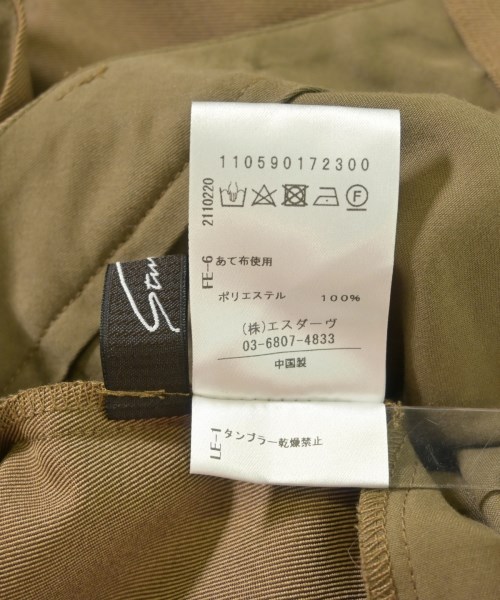 110590172300
2110220
F
FE-6
あて布使用
ポリエステル 100%
(株)エスダーヴ
03-6807-4833
中国製
LE-1
タンブラー乾燥禁止